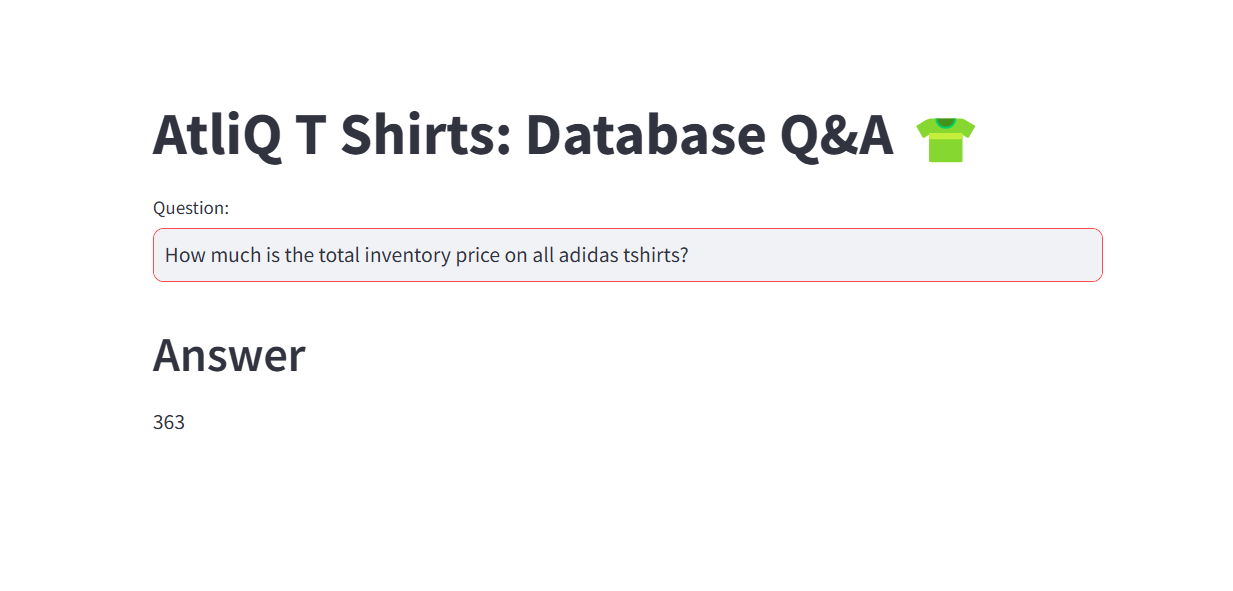 AtliQ T Shirts: Database Q&A
Question:
How much is the total inventory price on all adidas tshirts?
Answer
363